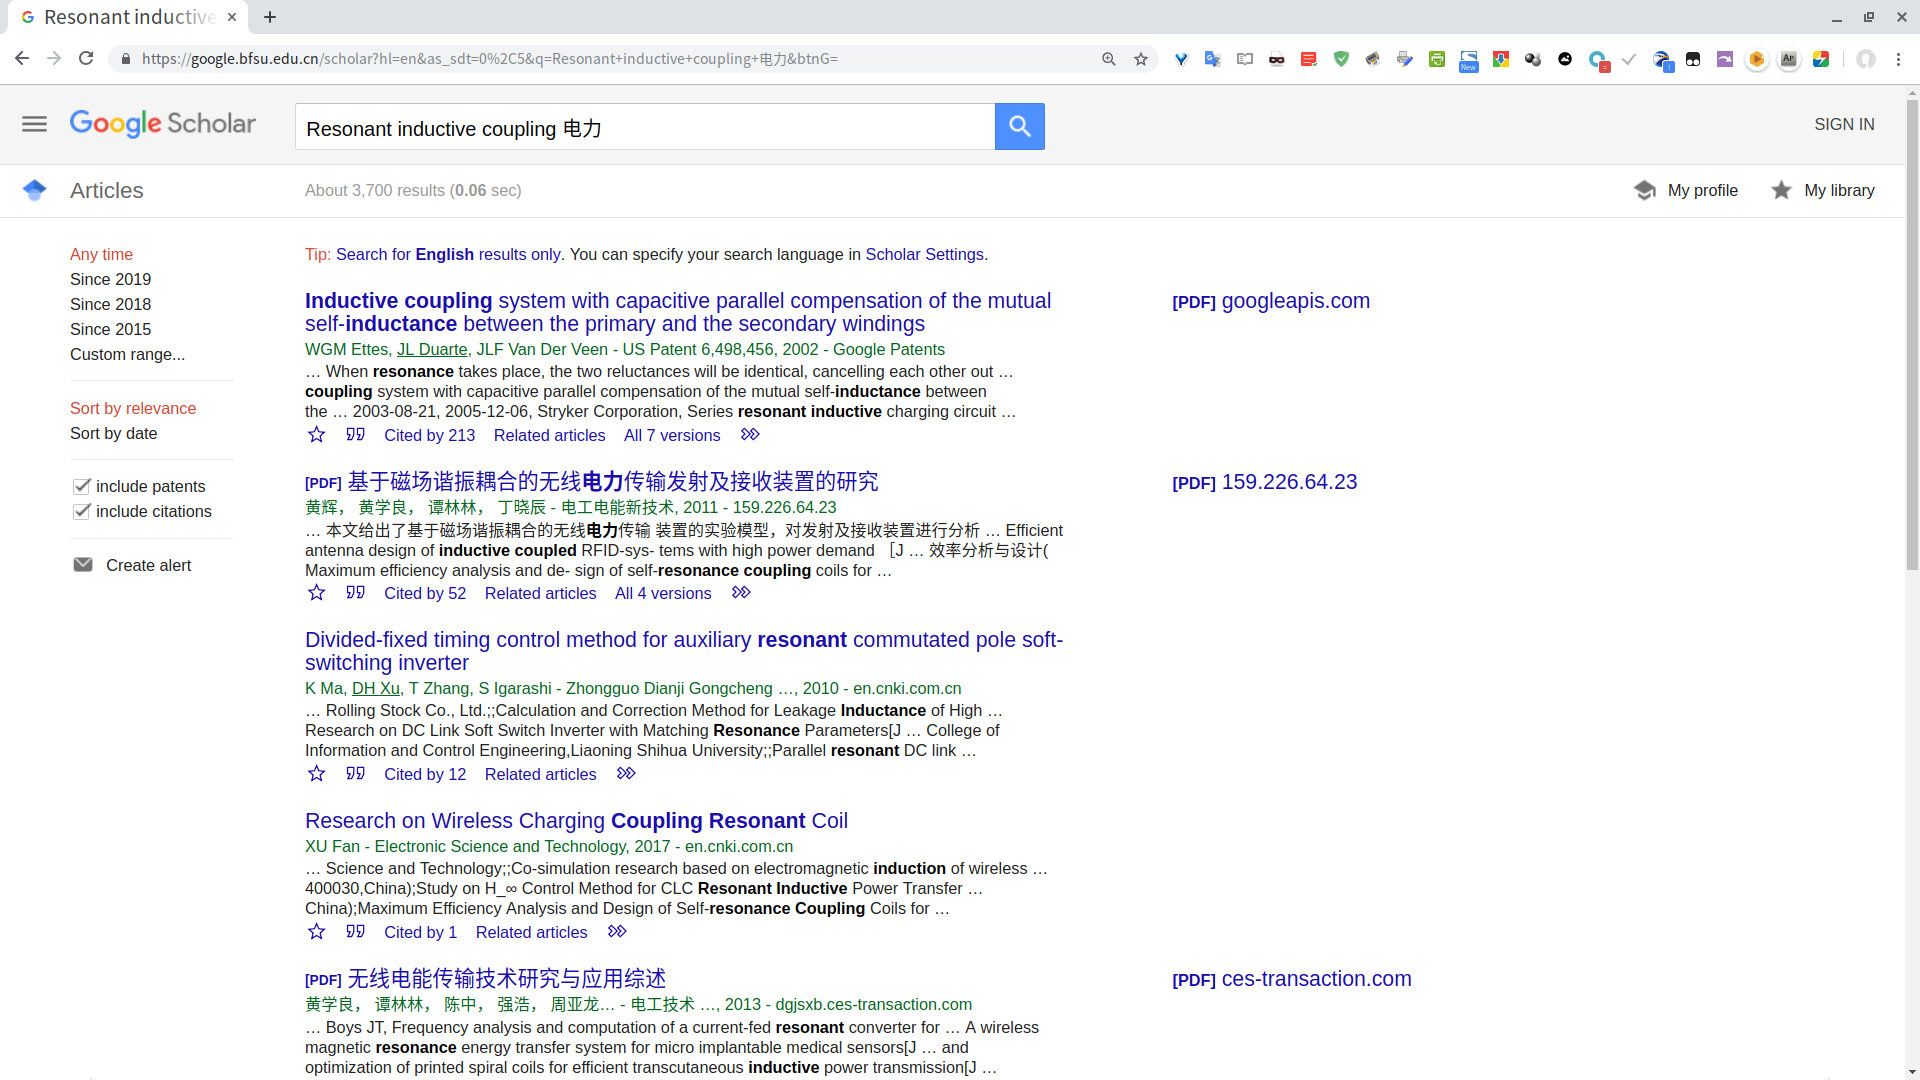 Resonant inductive
https://google.bfsu.edu.cn/scholar?hl=en&as_sdt=0%2C5&q=Resonant+inductive+coupling+电力&btnG=
New
Google Scholar
Resonant inductive coupling 电力
SIGN IN
Articles
About 3,700 results (0.06 sec)
My profile
My library
Any time
Since 2019
Since 2018
Since 2015
Custom range...
Sort by relevance
Sort by date
include patents
include citations
Create alert
Tip: Search for English results only. You can specify your search language in Scholar Settings.
Inductive coupling system with capacitive parallel compensation of the mutual
self-inductance between the primary and the secondary windings
WGM Ettes, JL Duarte, JLF Van Der Veen - US Patent 6,498,456, 2002 - Google Patents
… When resonance takes place, the two reluctances will be identical, cancelling each other out …
coupling system with capacitive parallel compensation of the mutual self-inductance between
the … 2003-08-21, 2005-12-06, Stryker Corporation, Series resonant inductive charging circuit …
Cited by 213 Related articles All 7 versions
[PDF] googleapis.com
[PDF] 基于磁场谐振耦合的无线电力传输发射及接收装置的研究
黄辉， 黄学良， 谭林林， 丁晓辰 - 电工电能新技术, 2011 - 159.226.64.23
… 本文给出了基于磁场谐振耦合的无线电力传输 装置的实验模型，对发射及接收装置进行分析 … Efficient
antenna design of inductive coupled RFID-sys- tems with high power demand ［J … 效率分析与设计(
Maximum efficiency analysis and de- sign of self-resonance coupling coils for …
Cited by 52 Related articles All 4 versions
[PDF] 159.226.64.23
Divided-fixed timing control method for auxiliary resonant commutated pole soft-
switching inverter
K Ma, DH Xu, T Zhang, S Igarashi - Zhongguo Dianji Gongcheng …, 2010 - en.cnki.com.cn
… Rolling Stock Co., Ltd.;;Calculation and Correction Method for Leakage Inductance of High …
Research on DC Link Soft Switch Inverter with Matching Resonance Parameters[J … College of
Information and Control Engineering,Liaoning Shihua University;;Parallel resonant DC link …
Cited by 12 Related articles
Research on Wireless Charging Coupling Resonant Coil
XU Fan - Electronic Science and Technology, 2017 - en.cnki.com.cn
… Science and Technology;;Co-simulation research based on electromagnetic induction of wireless …
400030,China);Study on H_∞ Control Method for CLC Resonant Inductive Power Transfer …
China);Maximum Efficiency Analysis and Design of Self-resonance Coupling Coils for …
Cited by 1 Related articles
[PDF] 无线电能传输技术研究与应用综述
黄学良， 谭林林， 陈中， 强浩， 周亚龙… - 电工技术 …, 2013 - dgjsxb.ces-transaction.com
… Boys JT, Frequency analysis and computation of a current-fed resonant converter for … A wireless
magnetic resonance energy transfer system for micro implantable medical sensors[J … and
optimization of printed spiral coils for efficient transcutaneous inductive power transmission[J …
[PDF] ces-transaction.com